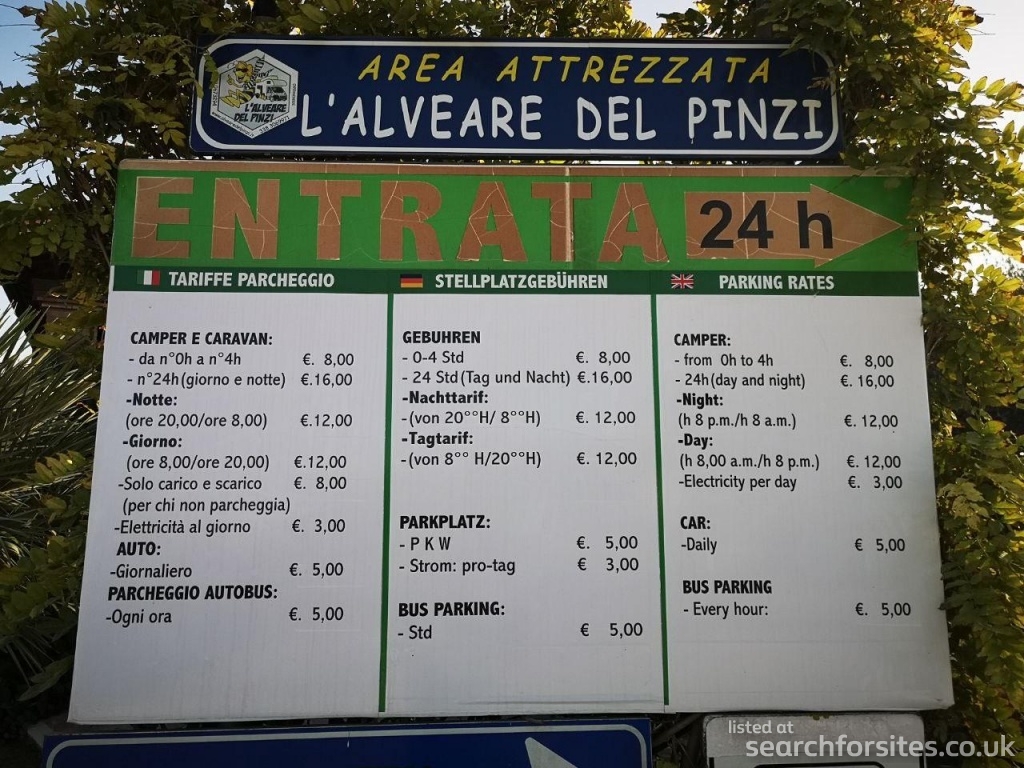 AREA ATTREZZATA
L'ALVEARE
DEL PINZI
L'ALVEARE DEL PINZI
ENTRATA 24 h
TARIFFE PARCHEGGIO
CAMPER E CARAVAN:
- da n°0h a n°4h €. 8,00
- n°24h(giorno e notte) €.16,00
-Notte:
(ore 20,00/ore 8,00) €.12,00
-Giorno:
(ore 8,00/ore 20,00) €.12,00
-Solo carico e scarico €. 8,00
(per chi non parcheggia)
-Elettricità al giorno €. 3,00
AUTO:
-Giornaliero €. 5,00
PARCHEGGIO AUTOBUS:
-Ogni ora €. 5,00
STELLPLATZGEBÜHREN
GEBUHREN
- 0-4 Std €. 8,00
- 24 Std(Tag und Nacht) €.16,00
-Nachttarif:
-(von 20°°H/ 8°°H) €. 12,00
-Tagtarif:
-(von 8°° H/20°°H) €. 12,00
PARKPLATZ:
- P K W €. 5,00
- Strom: pro-tag € 3,00
BUS PARKING:
- Std € 5,00
PARKING RATES
CAMPER:
- from 0h to 4h €. 8,00
- 24h(day and night) €. 16,00
-Night:
(h 8 p.m./h 8 a.m.) €. 12,00
-Day:
(h 8,00 a.m./h 8 p.m.) €. 12,00
-Electricity per day €. 3,00
CAR:
-Daily € 5,00
BUS PARKING
- Every hour: €. 5,00
listed at
searchforsites.co.uk